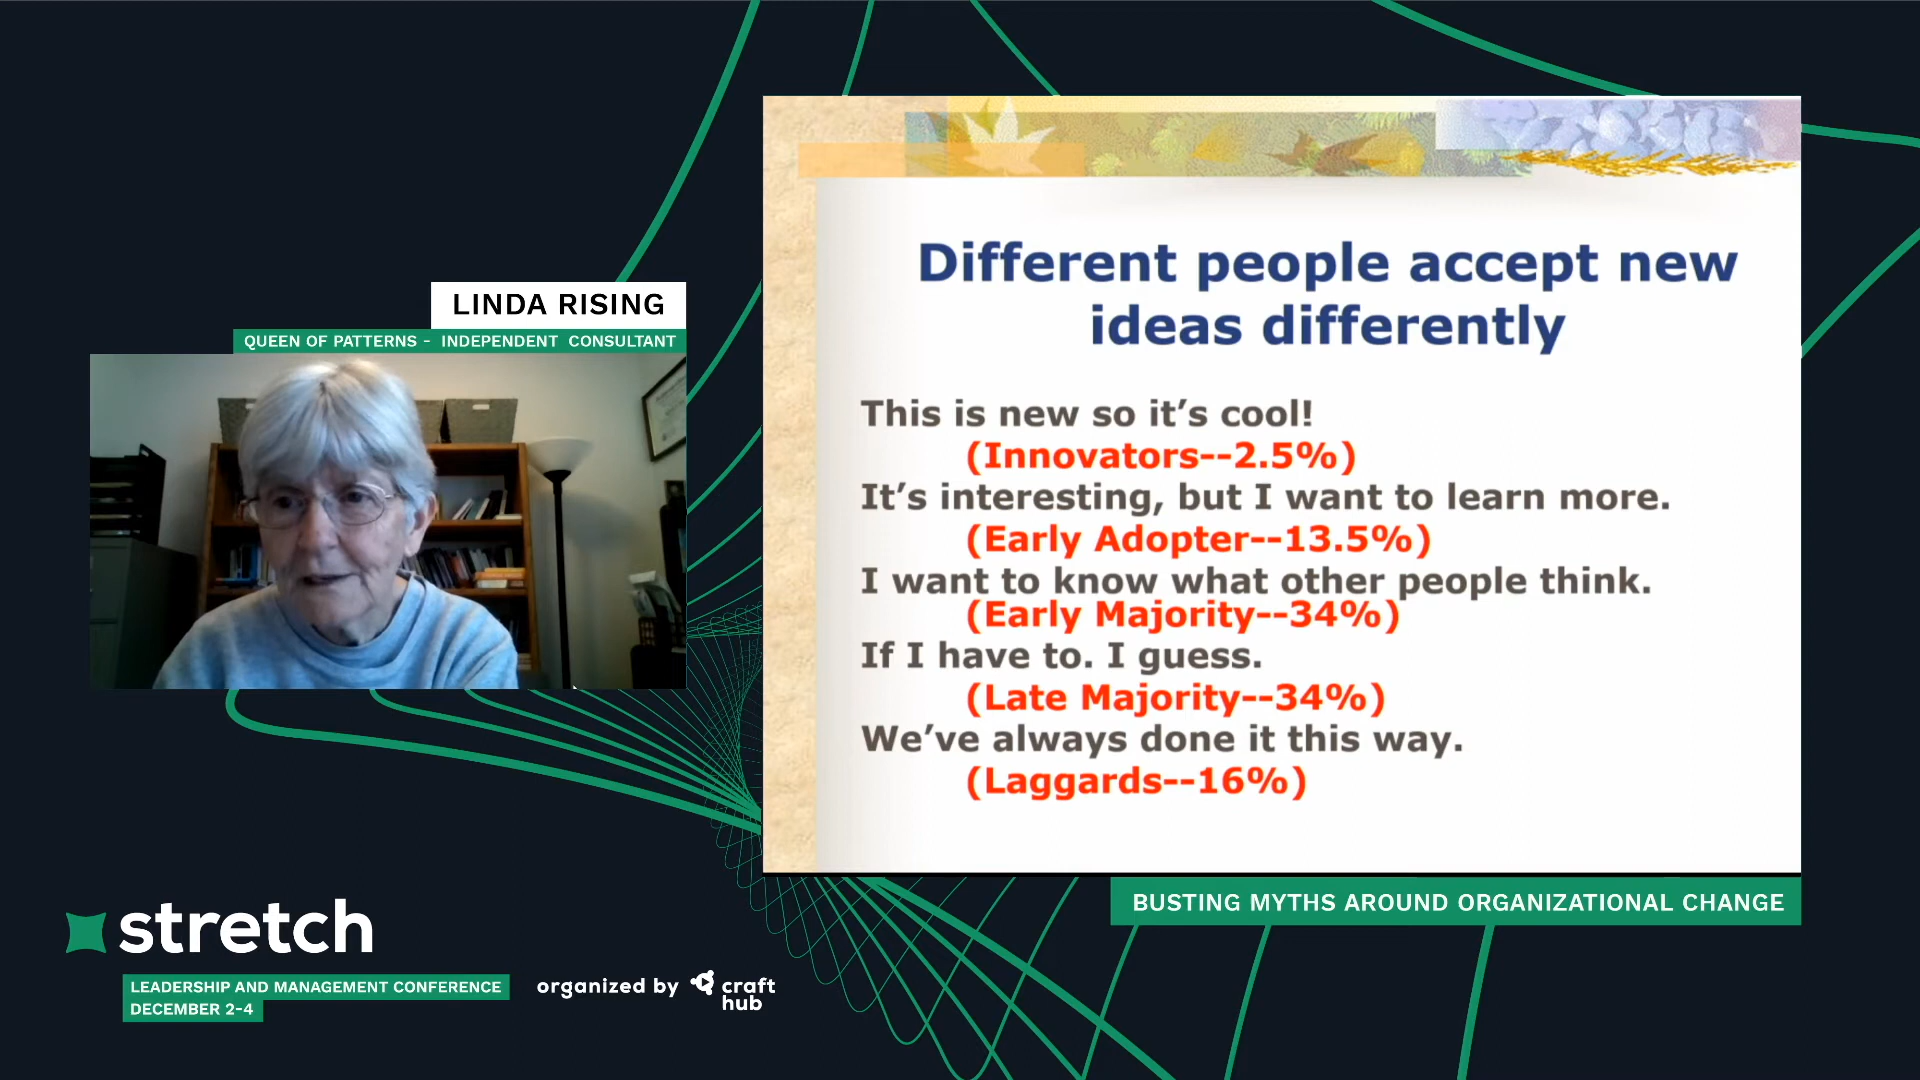 LINDA RISING
QUEEN OF PATTERNS - INDEPENDENT CONSULTANT
Different people accept new
ideas differently
This is new so it’s cool!
(Innovators--2.5%)
It’s interesting, but I want to learn more.
(Early Adopter--13.5%)
I want to know what other people think.
(Early Majority--34%)
If I have to. I guess.
(Late Majority--34%)
We’ve always done it this way.
(Laggards--16%)
BUSTING MYTHS AROUND ORGANIZATIONAL CHANGE
stretch
LEADERSHIP AND MANAGEMENT CONFERENCE
DECEMBER 2-4
organized by craft
hub